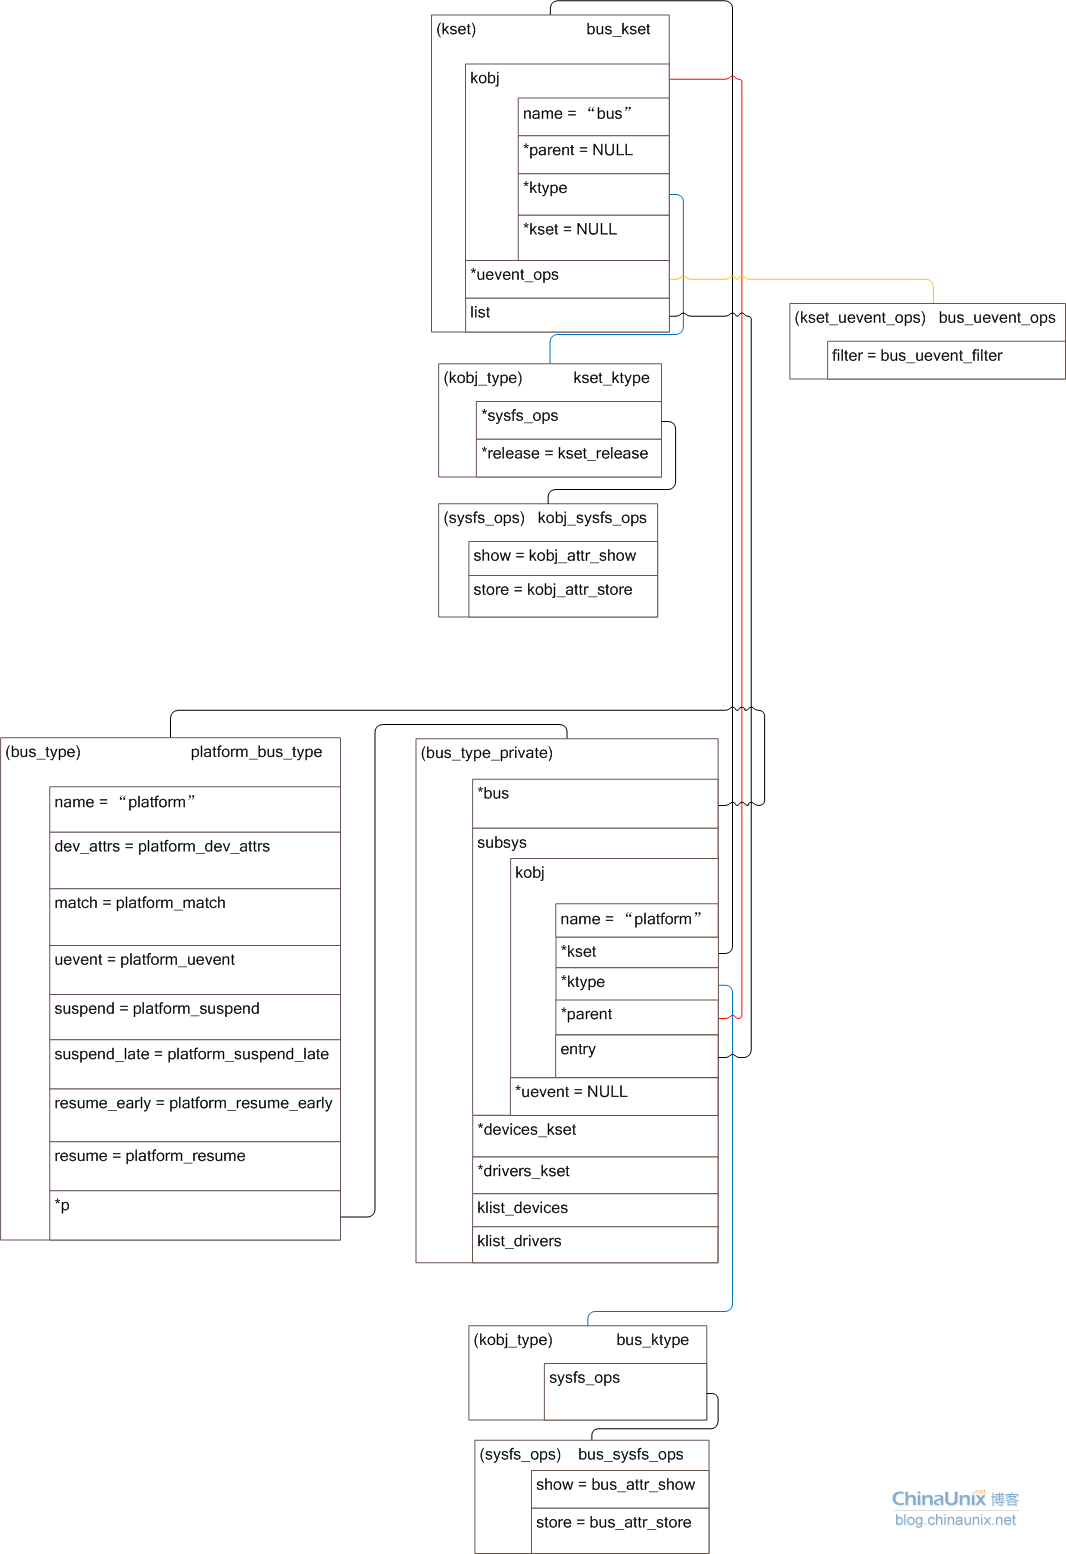 (kset) bus_kset
kobj
name = “bus”
*parent = NULL
*ktype
*kset = NULL
*uevent_ops
list
(kset_uevent_ops) bus_uevent_ops
filter = bus_uevent_filter
(kobj_type) kset_ktype
*sysfs_ops
*release = kset_release
(sysfs_ops) kobj_sysfs_ops
show = kobj_attr_show
store = kobj_attr_store
(bus_type) platform_bus_type
name = “platform”
dev_attrs = platform_dev_attrs
match = platform_match
uevent = platform_uevent
suspend = platform_suspend
suspend_late = platform_suspend_late
resume_early = platform_resume_early
resume = platform_resume
*p
(bus_type_private)
*bus
subsys
kobj
name = “platform”
*kset
*ktype
*parent
entry
*uevent = NULL
*devices_kset
*drivers_kset
klist_devices
klist_drivers
(kobj_type) bus_ktype
sysfs_ops
(sysfs_ops) bus_sysfs_ops
show = bus_attr_show
store = bus_attr_store
ChinaUnix.net 博客
blog.chinaunix.net